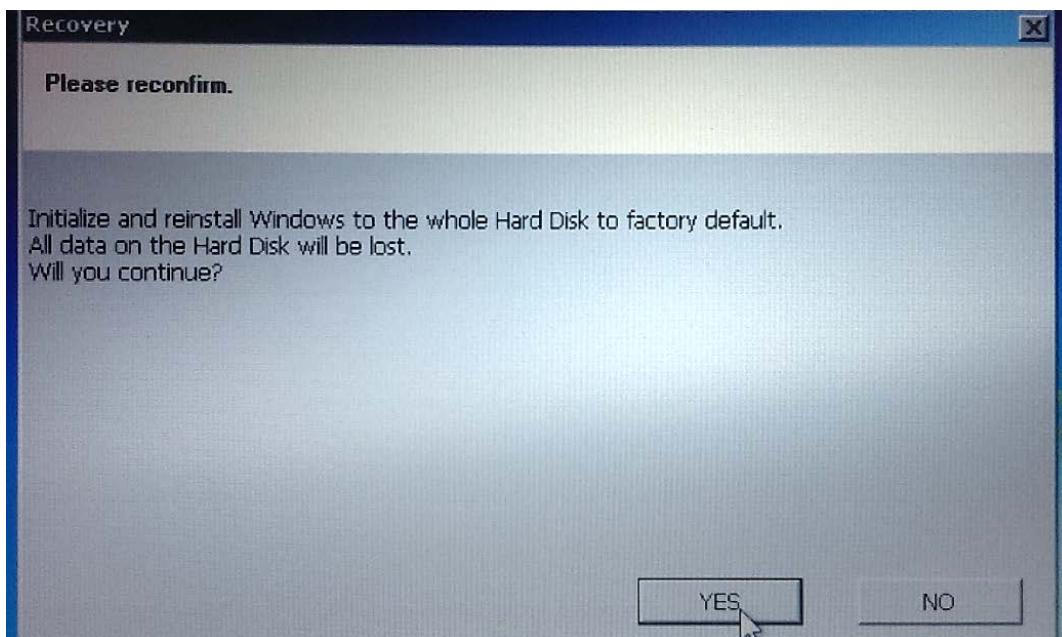 Recovery
Please reconfirm.
Initialize and reinstall Windows to the whole Hard Disk to factory default.
All data on the Hard Disk will be lost.
Will you continue?
YES
NO